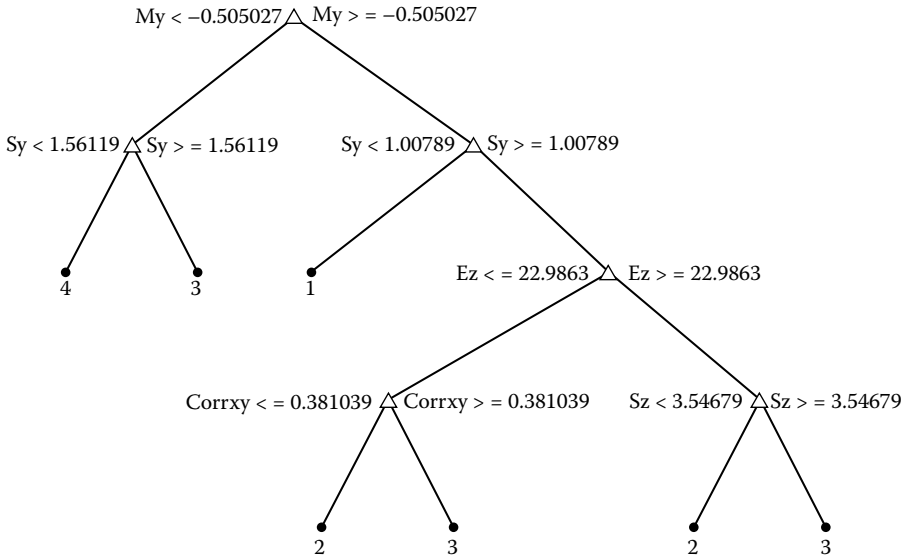 My < −0.505027 My > = −0.505027
Sy < 1.56119 Sy > = 1.56119 Sy < 1.00789 Sy > = 1.00789
4 3 1
Ez < = 22.9863 Ez > = 22.9863
Corrxy < = 0.381039 Corrxy > = 0.381039 Sz < 3.54679 Sz > = 3.54679
2 3 2 3